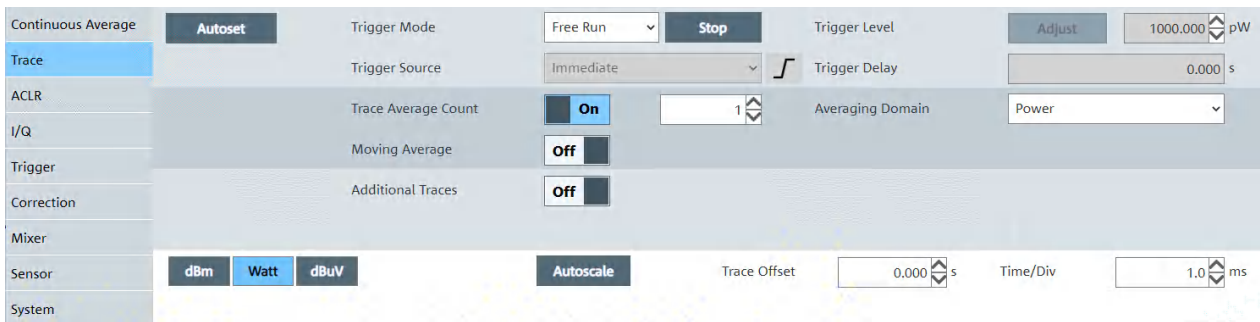 Continuous Average
Trace
ACLR
I/Q
Trigger
Correction
Mixer
Sensor
System
Autoset Trigger Mode Free Run Stop Trigger Level Adjust 1000.000 pW
Trigger Source Immediate Trigger Delay 0.000 s
Trace Average Count On 1 Averaging Domain Power
Moving Average Off
Additional Traces Off
dBm Watt dBuV Autoscale Trace Offset 0.000 s Time/Div 1.0 ms